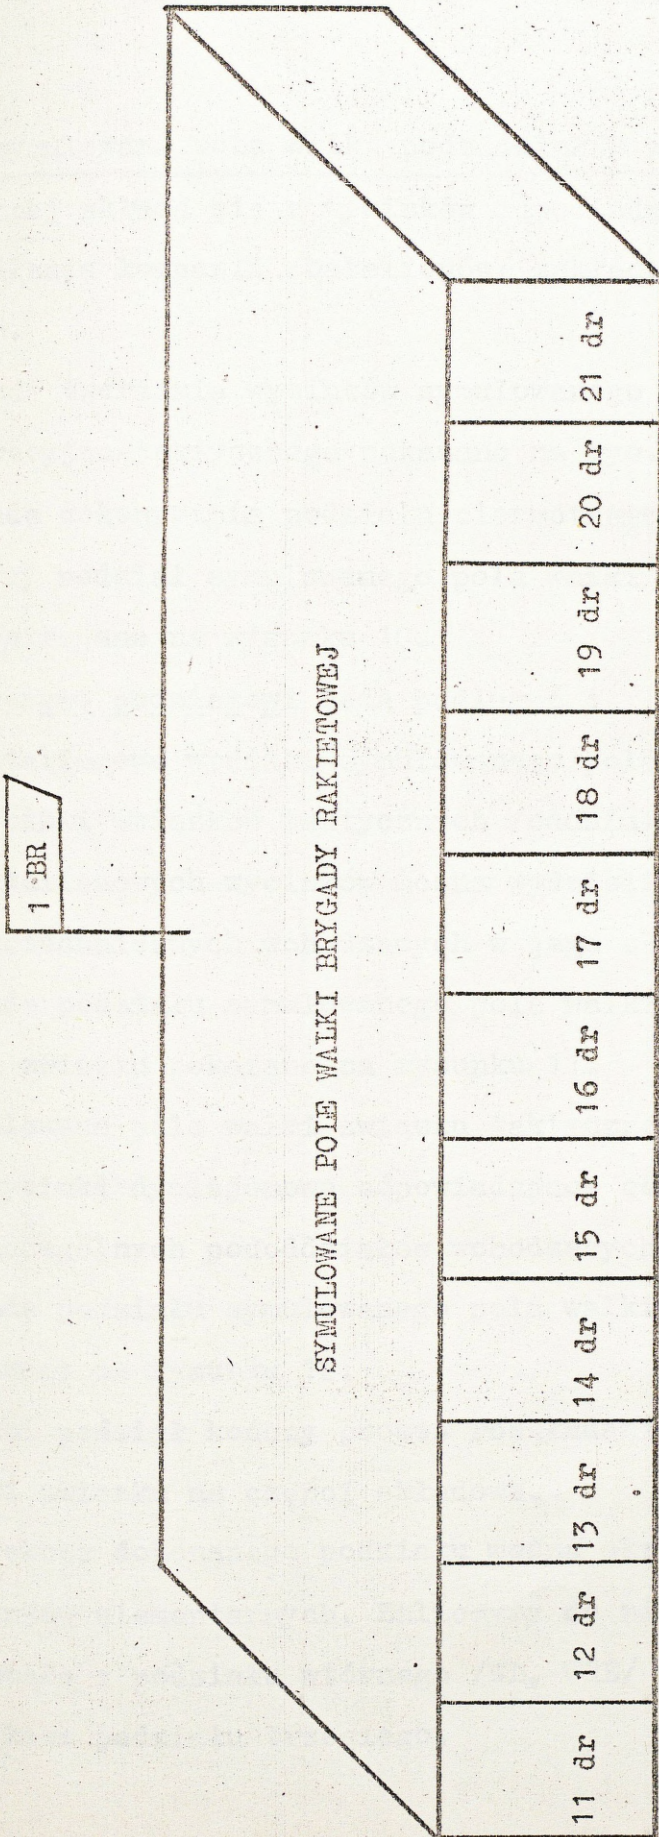 1 BR
SYMULOWANE POLE WALKI BRYGADY RAKIETOWEJ
11 dr
12 dr
13 dr
14 dr
15 dr
16 dr
17 dr
18 dr
19 dr
20 dr
21 dr